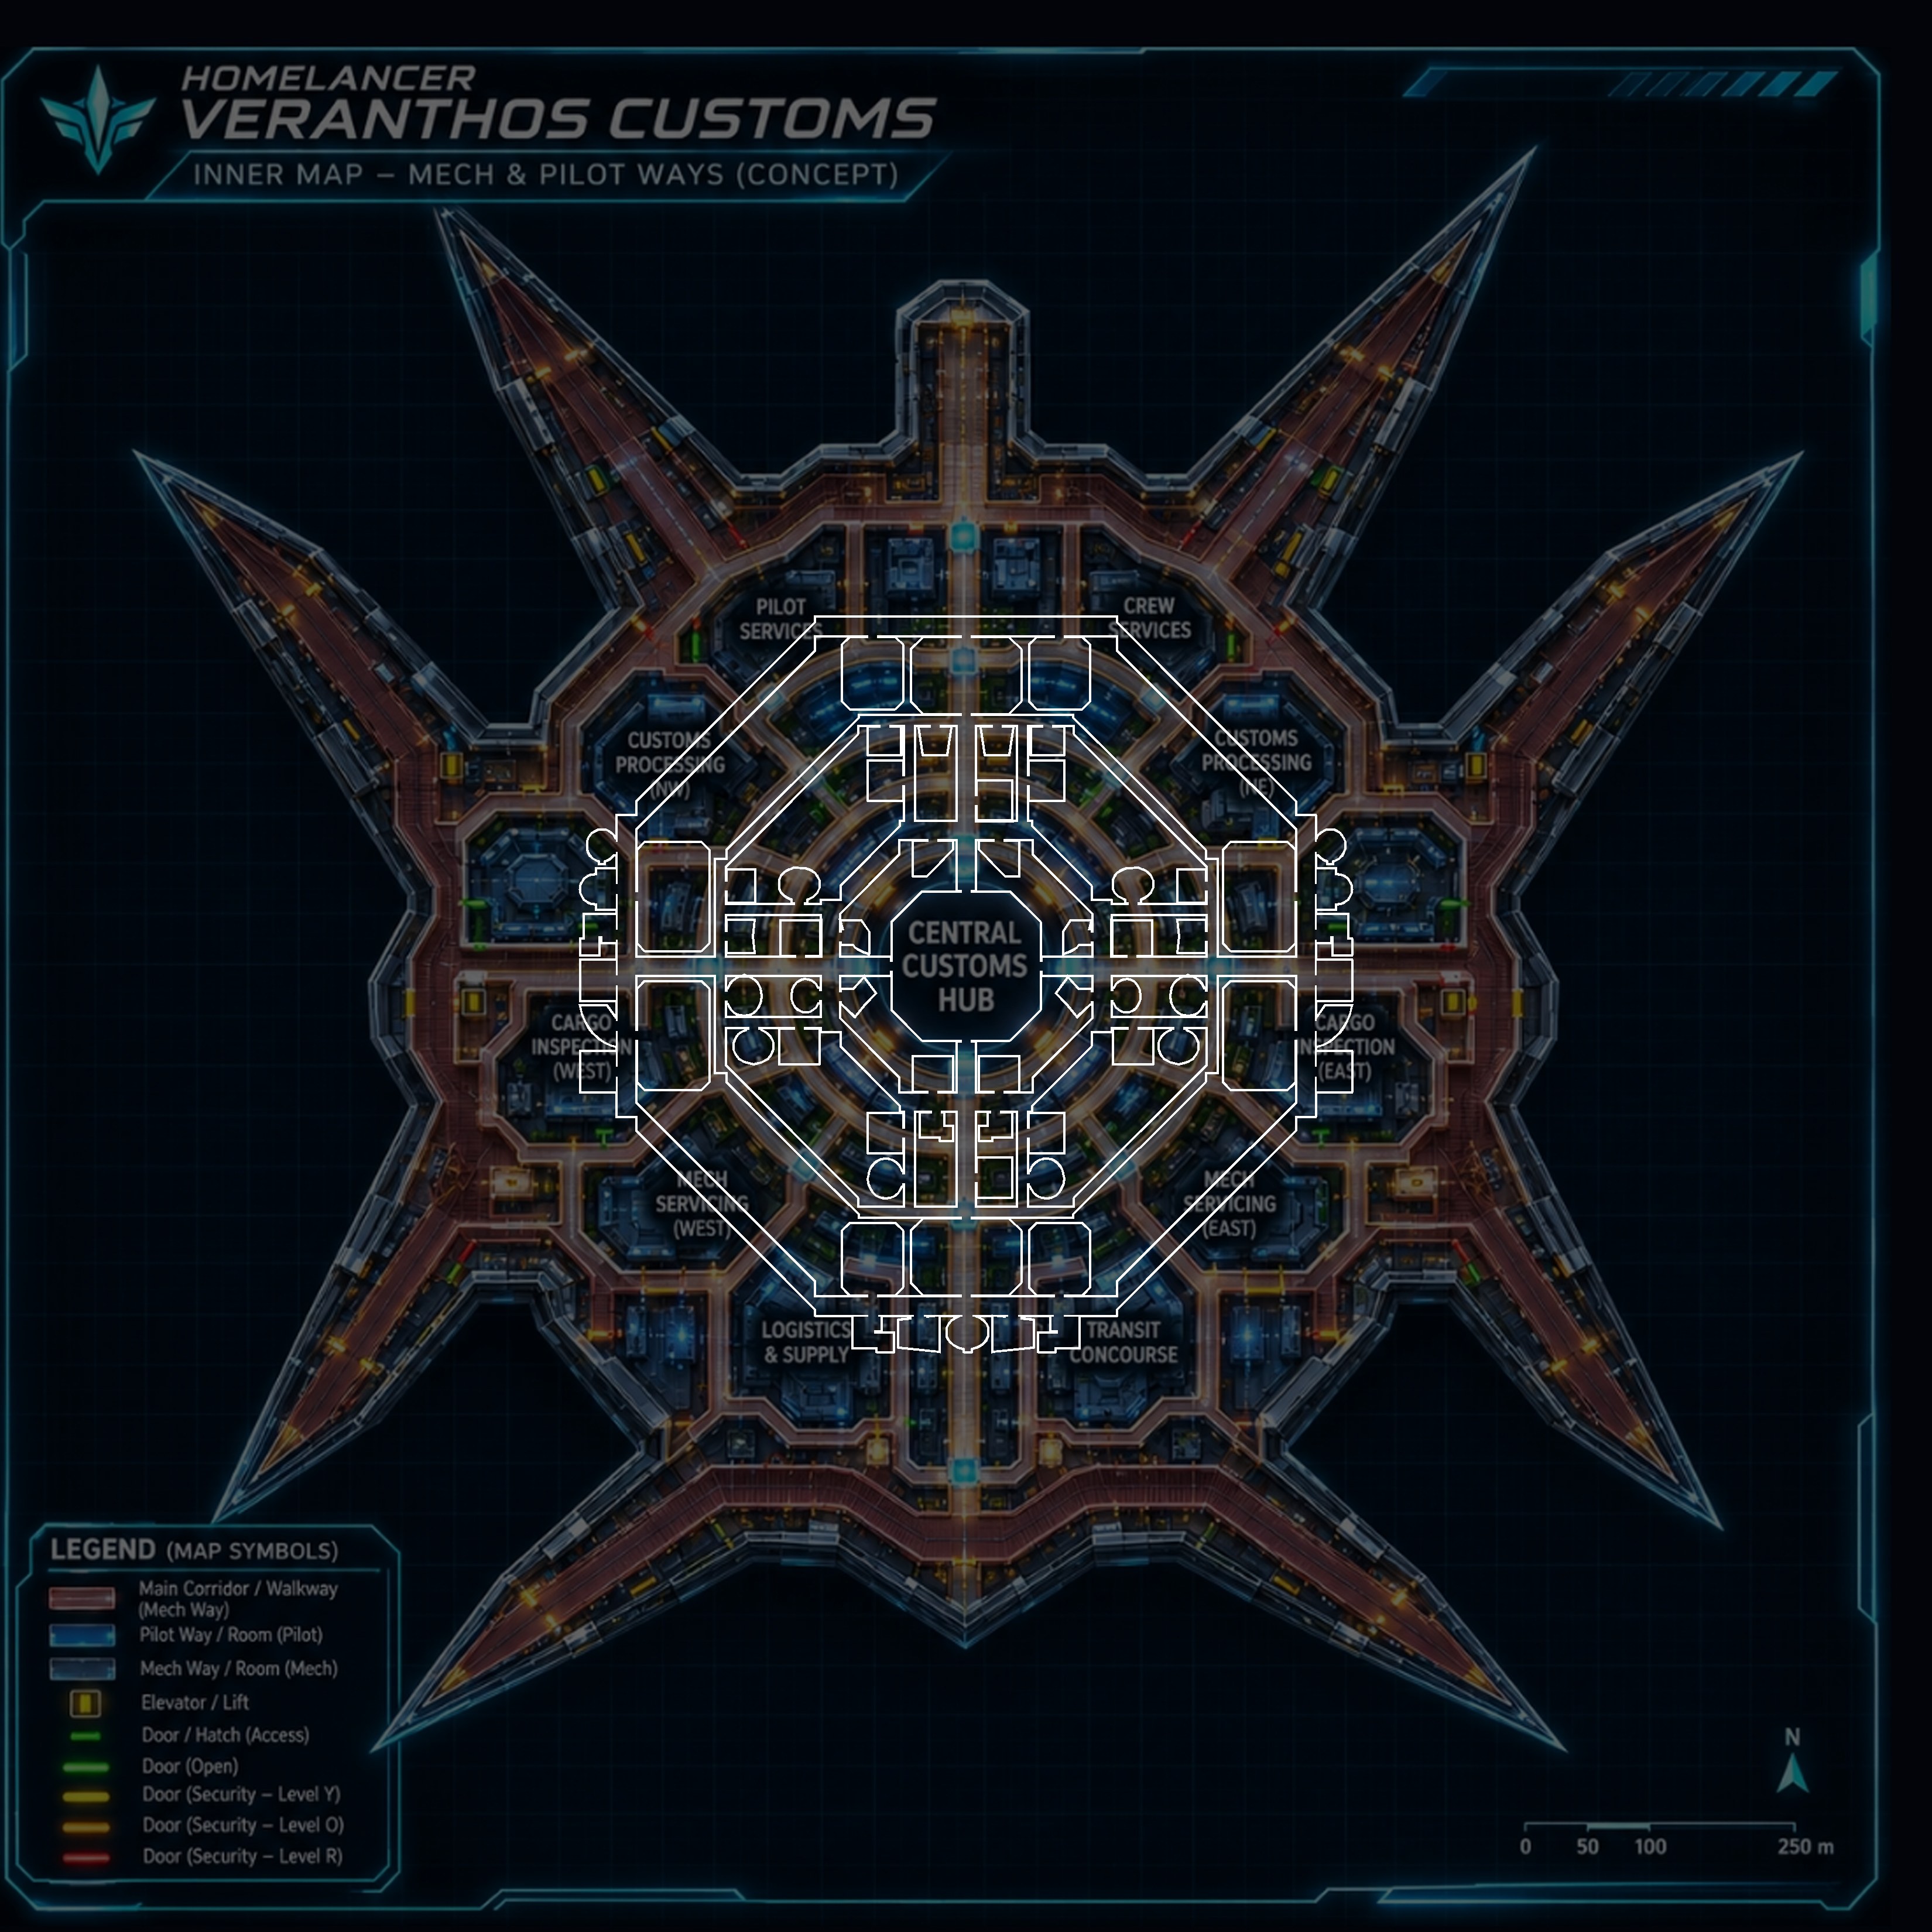 HOMELANCER
VERANTHOS CUSTOMS
INNER MAP – MECH & PILOT WAYS (CONCEPT)
PILOT
SERVICES
CREW
SERVICES
CUSTOMS
PROCESSING
(NW)
CUSTOMS
PROCESSING
(NE)
CENTRAL
CUSTOMS
HUB
CARGO
INSPECTION
(WEST)
CARGO
INSPECTION
(EAST)
MECH
SERVICING
(WEST)
MECH
SERVICING
(EAST)
LOGISTICS
& SUPPLY
TRANSIT
CONCOURSE
LEGEND (MAP SYMBOLS)
Main Corridor / Walkway
(Mech Way)
Pilot Way / Room (Pilot)
Mech Way / Room (Mech)
Elevator / Lift
Door / Hatch (Access)
Door (Open)
Door (Security – Level Y)
Door (Security – Level O)
Door (Security – Level R)
N
0 50 100 250 m